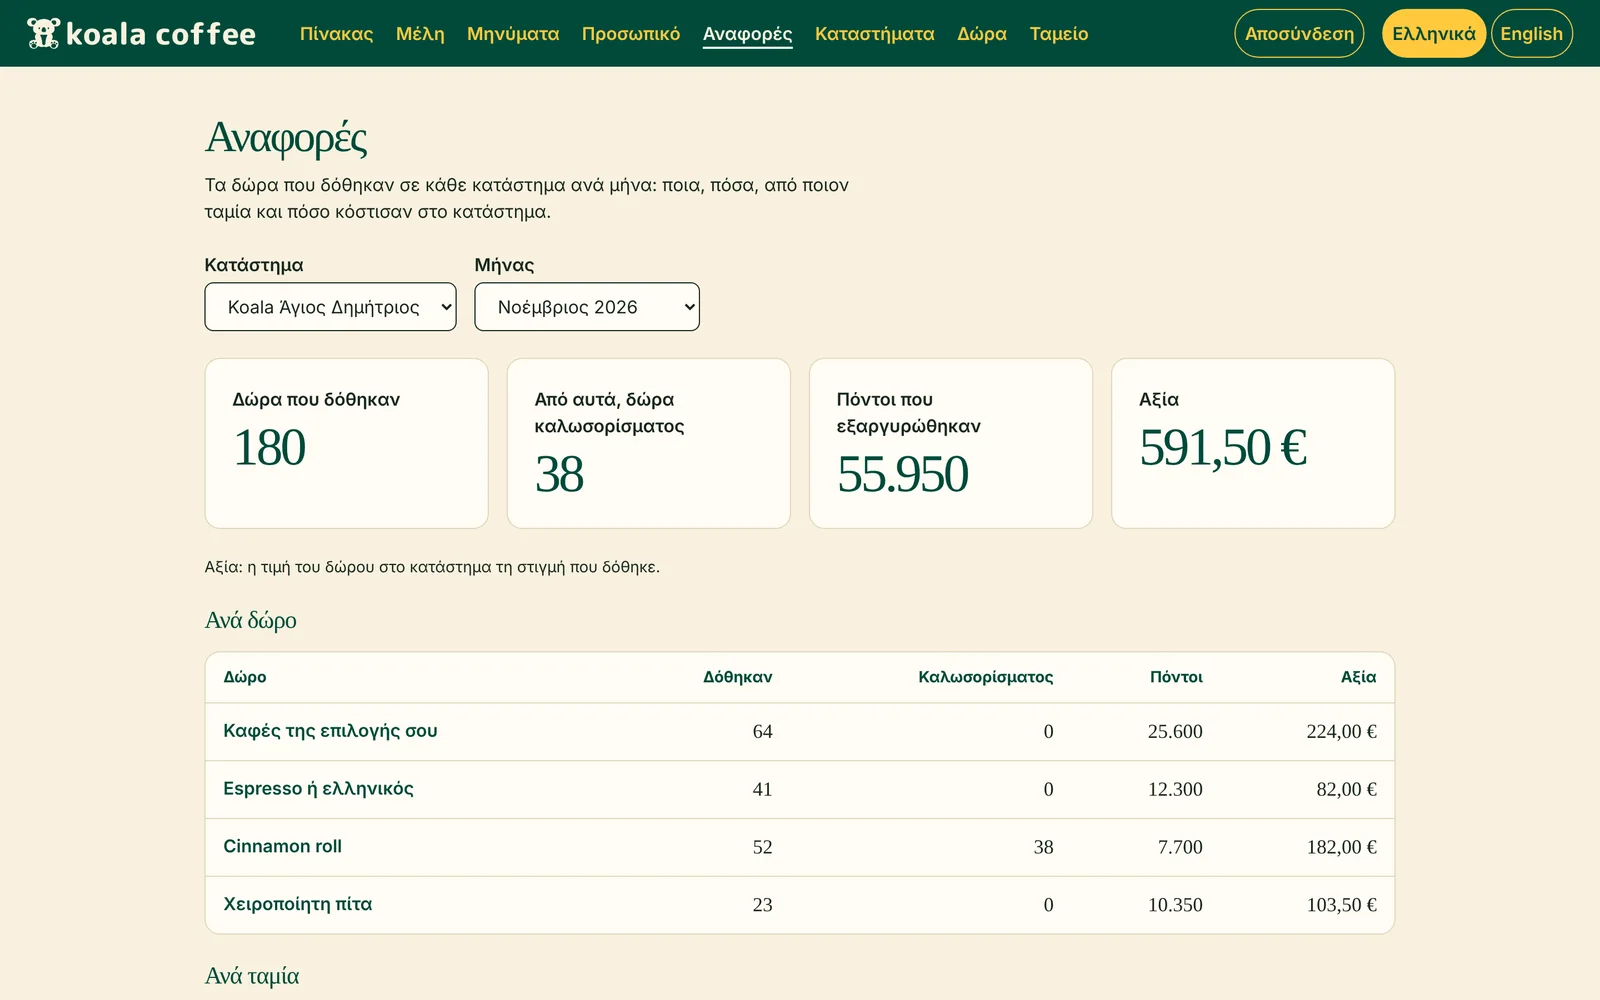 koala coffee
Πίνακας Μέλη Μηνύματα Προσωπικό Αναφορές Καταστήματα Δώρα Ταμείο
Αποσύνδεση Ελληνικά English
Αναφορές
Τα δώρα που δόθηκαν σε κάθε κατάστημα ανά μήνα: ποια, πόσα, από ποιον
ταμία και πόσο κόστισαν στο κατάστημα.
Κατάστημα Μήνας
Koala Άγιος Δημήτριος Νοέμβριος 2026
Δώρα που δόθηκαν
180
Από αυτά, δώρα
καλωσορίσματος
38
Πόντοι που
εξαργυρώθηκαν
55.950
Αξία
591,50 €
Αξία: η τιμή του δώρου στο κατάστημα τη στιγμή που δόθηκε.
Ανά δώρο
Δώρο Δόθηκαν Καλωσορίσματος Πόντοι Αξία
Καφές της επιλογής σου 64 0 25.600 224,00 €
Espresso ή ελληνικός 41 0 12.300 82,00 €
Cinnamon roll 52 38 7.700 182,00 €
Χειροποίητη πίτα 23 0 10.350 103,50 €
Ανά ταμία